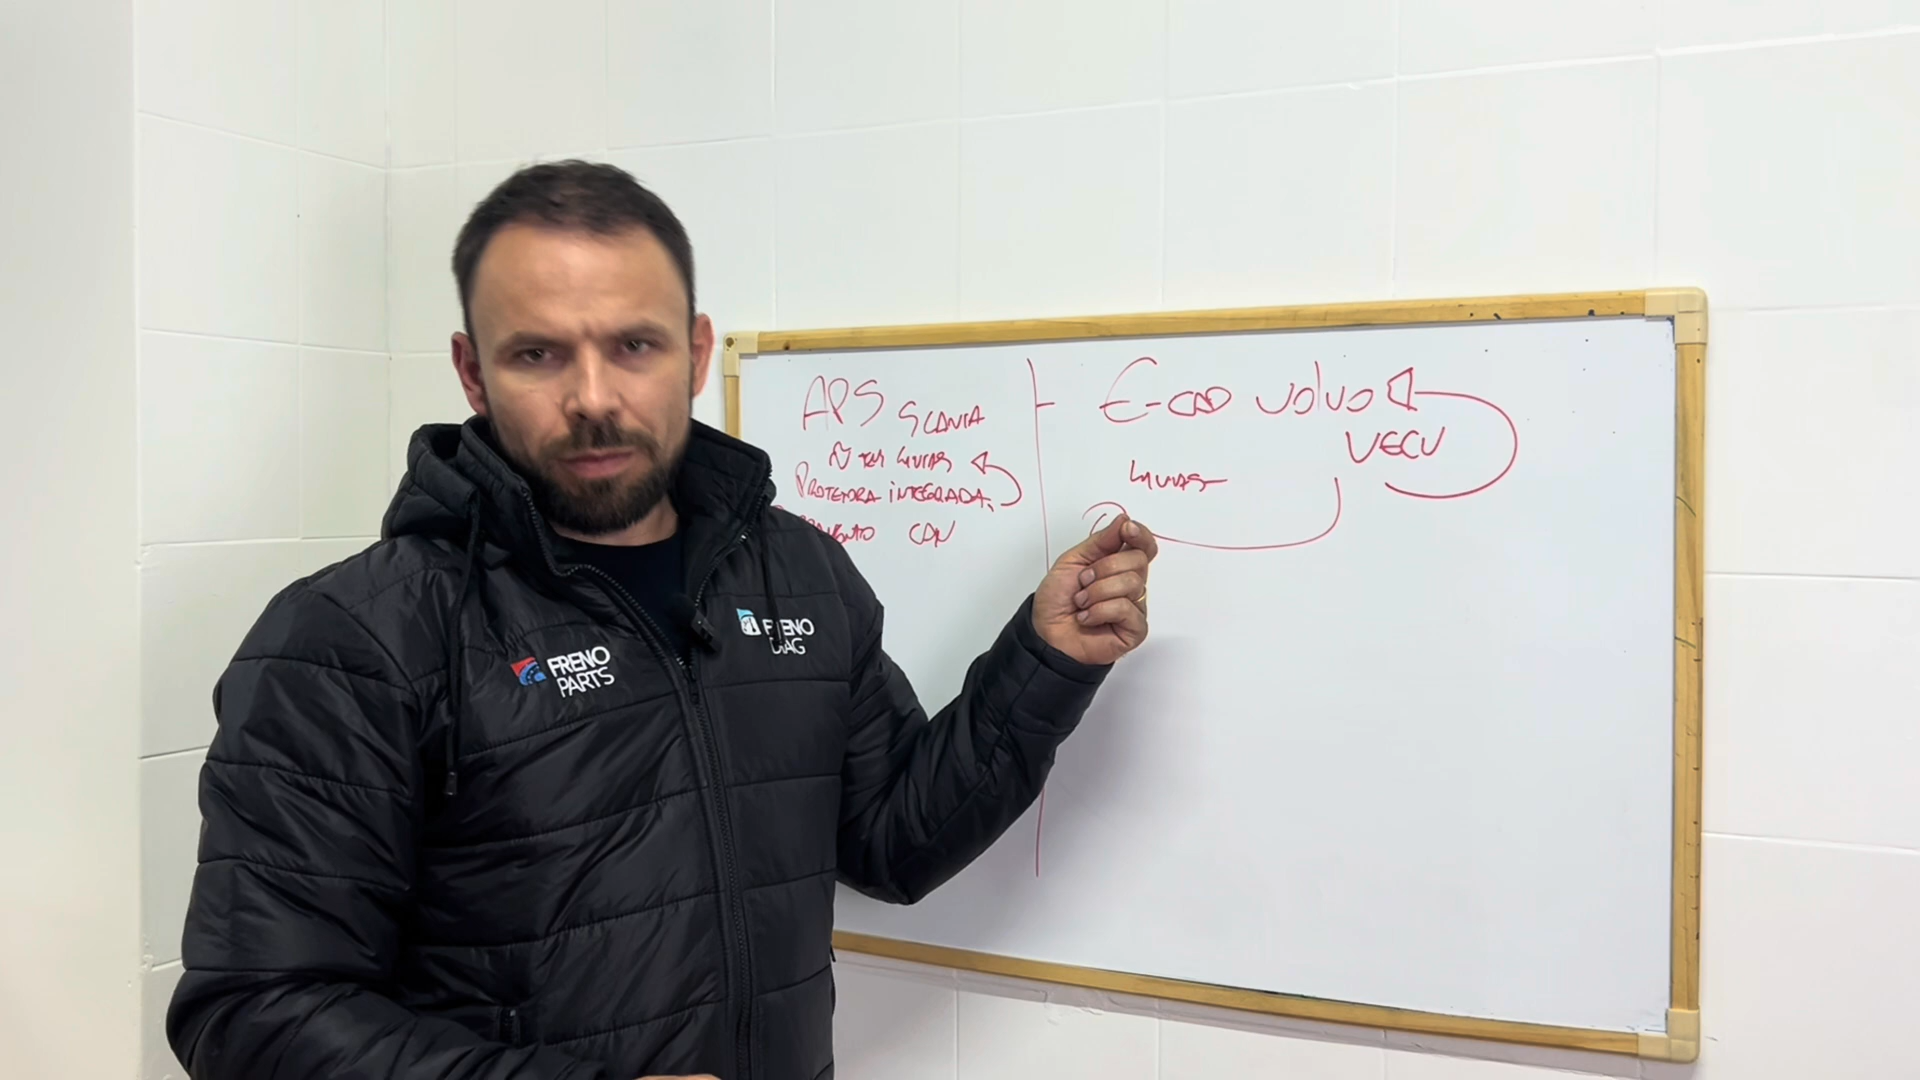 APS SCANIA
Ñ TEM LUVAS
PROTETORA INTEGRADA.
CAN
E-CAD VOLVO
VECU
LUVAS
FRENO
PARTS
FRENO
DIAG